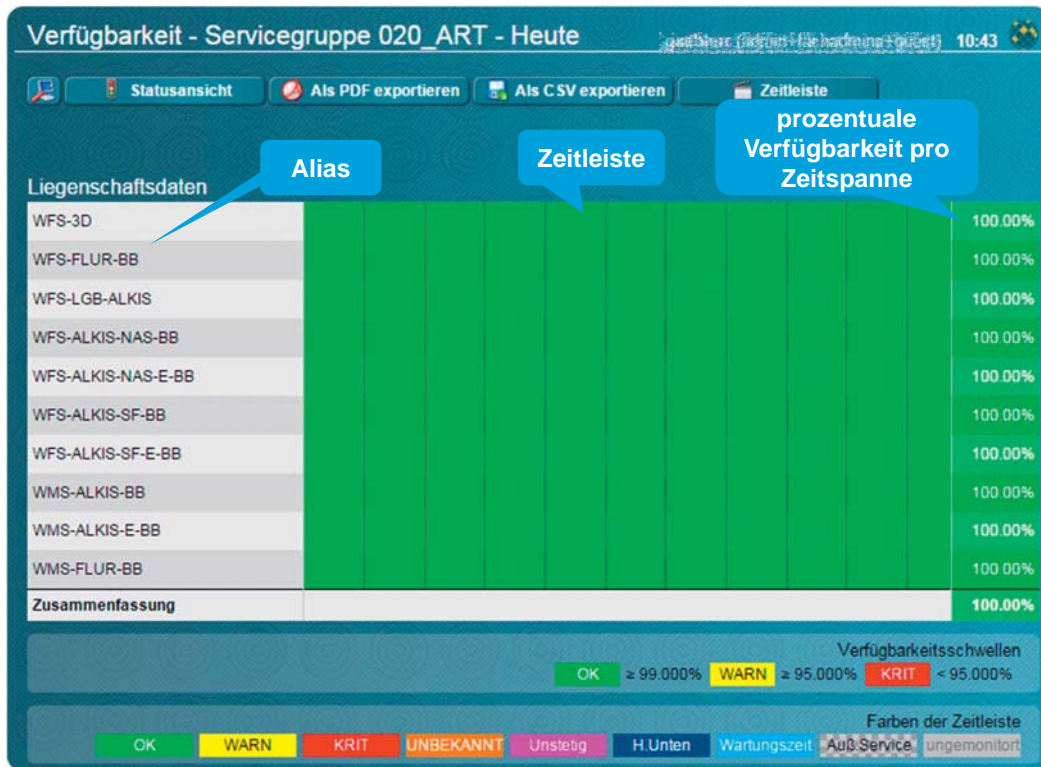 Verfügbarkeit - Servicegruppe 020_ART - Heute
10:43
Statusansicht
Als PDF exportieren
Als CSV exportieren
Zeitleiste
Alias
Zeitleiste
prozentuale
Verfügbarkeit pro
Zeitspanne
Liegenschaftsdaten
WFS-3D 100.00%
WFS-FLUR-BB 100.00%
WFS-LGB-ALKIS 100.00%
WFS-ALKIS-NAS-BB 100.00%
WFS-ALKIS-NAS-E-BB 100.00%
WFS-ALKIS-SF-BB 100.00%
WFS-ALKIS-SF-E-BB 100.00%
WMS-ALKIS-BB 100.00%
WMS-ALKIS-E-BB 100.00%
WMS-FLUR-BB 100.00%
Zusammenfassung 100.00%
Verfügbarkeitsschwellen
OK ≥ 99.000% WARN ≥ 95.000% KRIT < 95.000%
Farben der Zeitleiste
OK WARN KRIT UNBEKANNT Unstetig H.Unten Wartungszeit Auß.Service ungemonitort